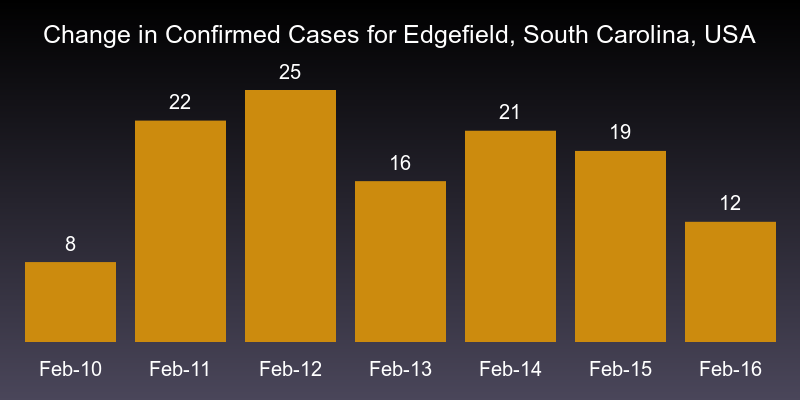 Change in Confirmed Cases for Edgefield, South Carolina, USA
8
22
25
16
21
19
12
Feb-10
Feb-11
Feb-12
Feb-13
Feb-14
Feb-15
Feb-16